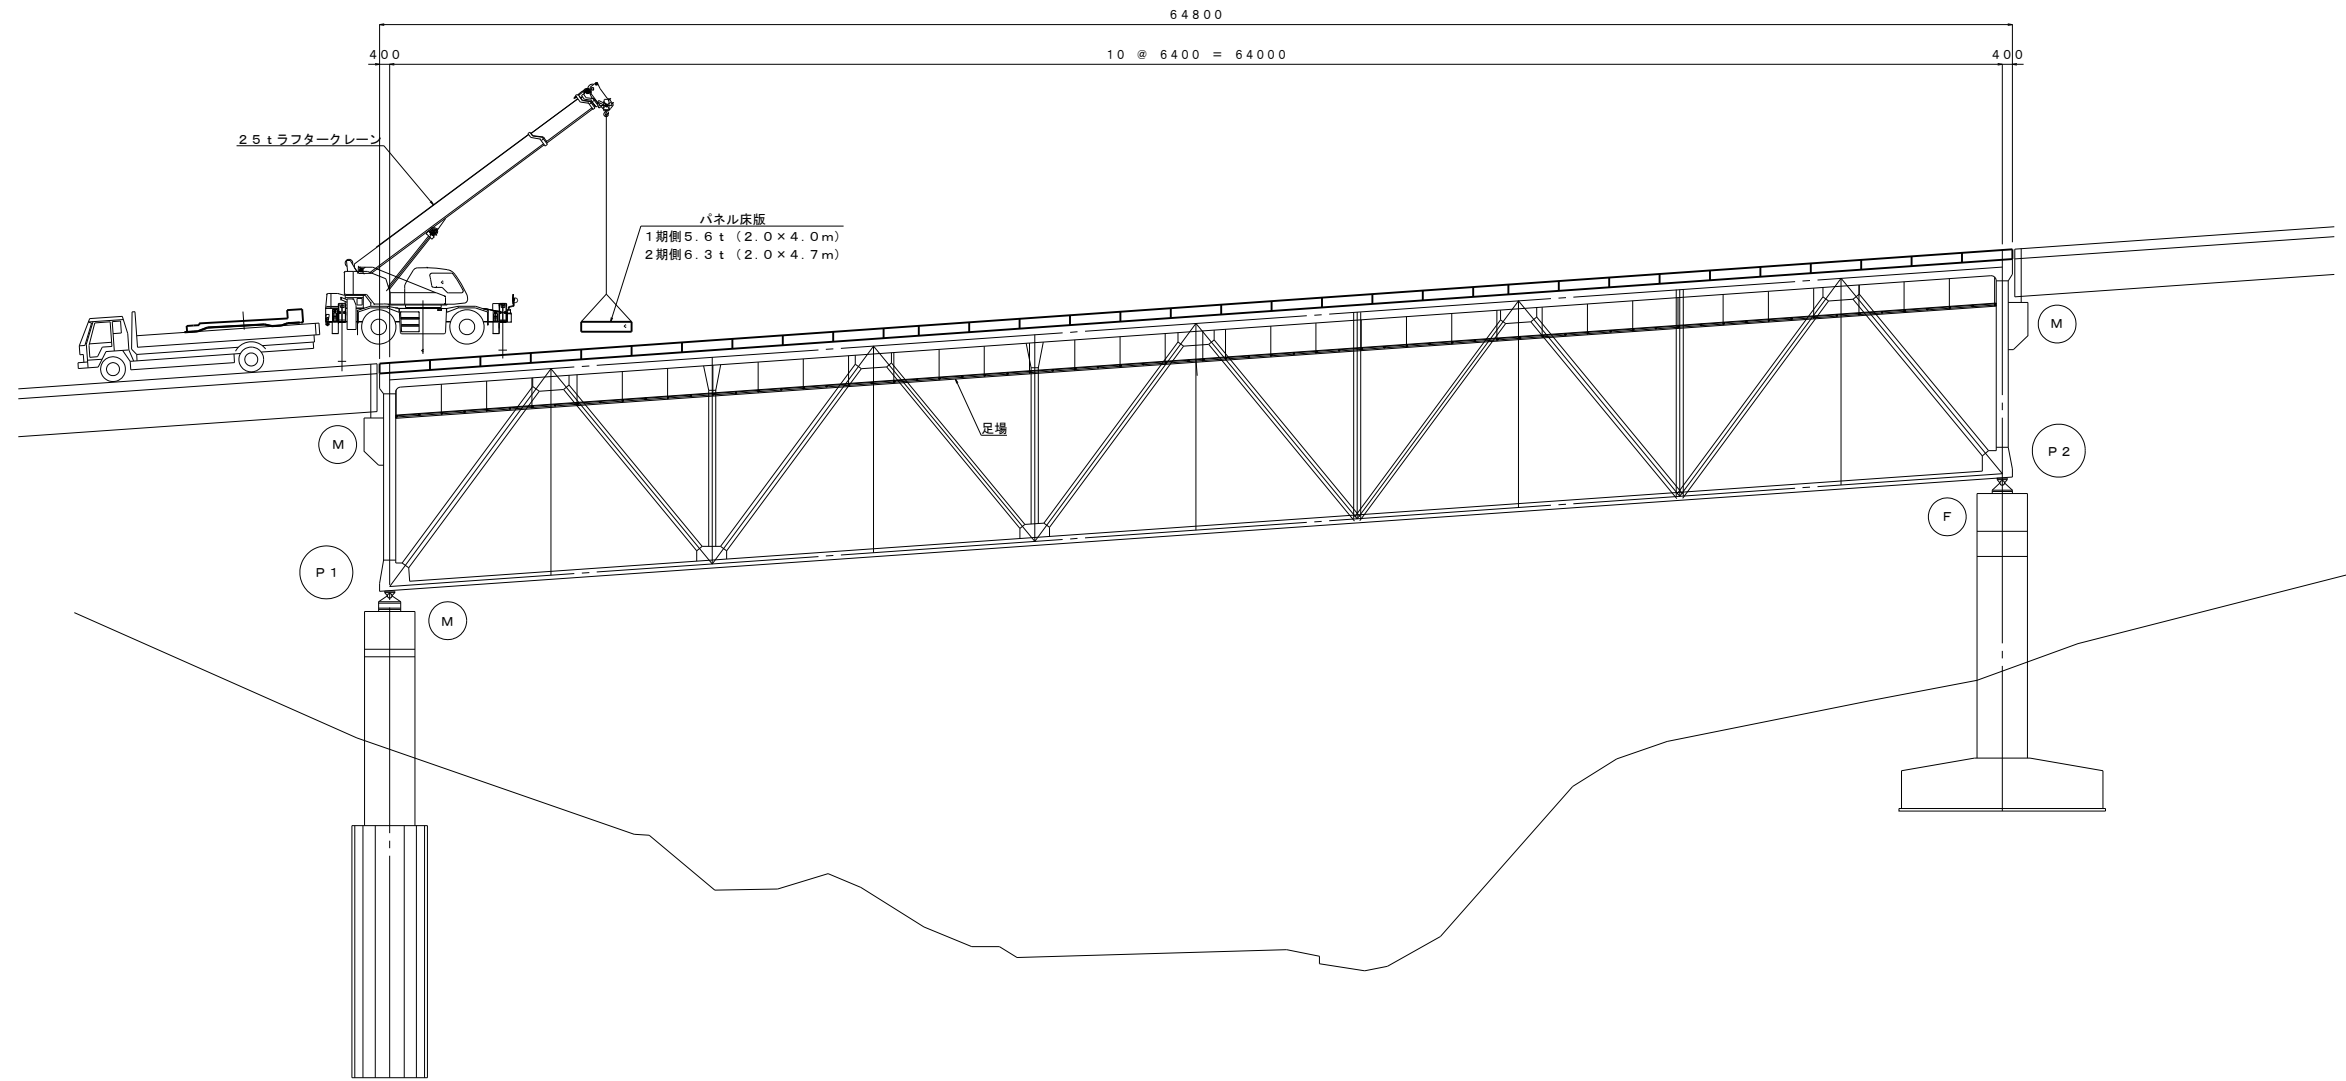 64800
400
10 @ 6400 = 64000
400
25tラフタークレーン
パネル床版
1期側5.6t (2.0×4.0m)
2期側6.3t (2.0×4.7m)
M
M
足場
P2
F
P1
M